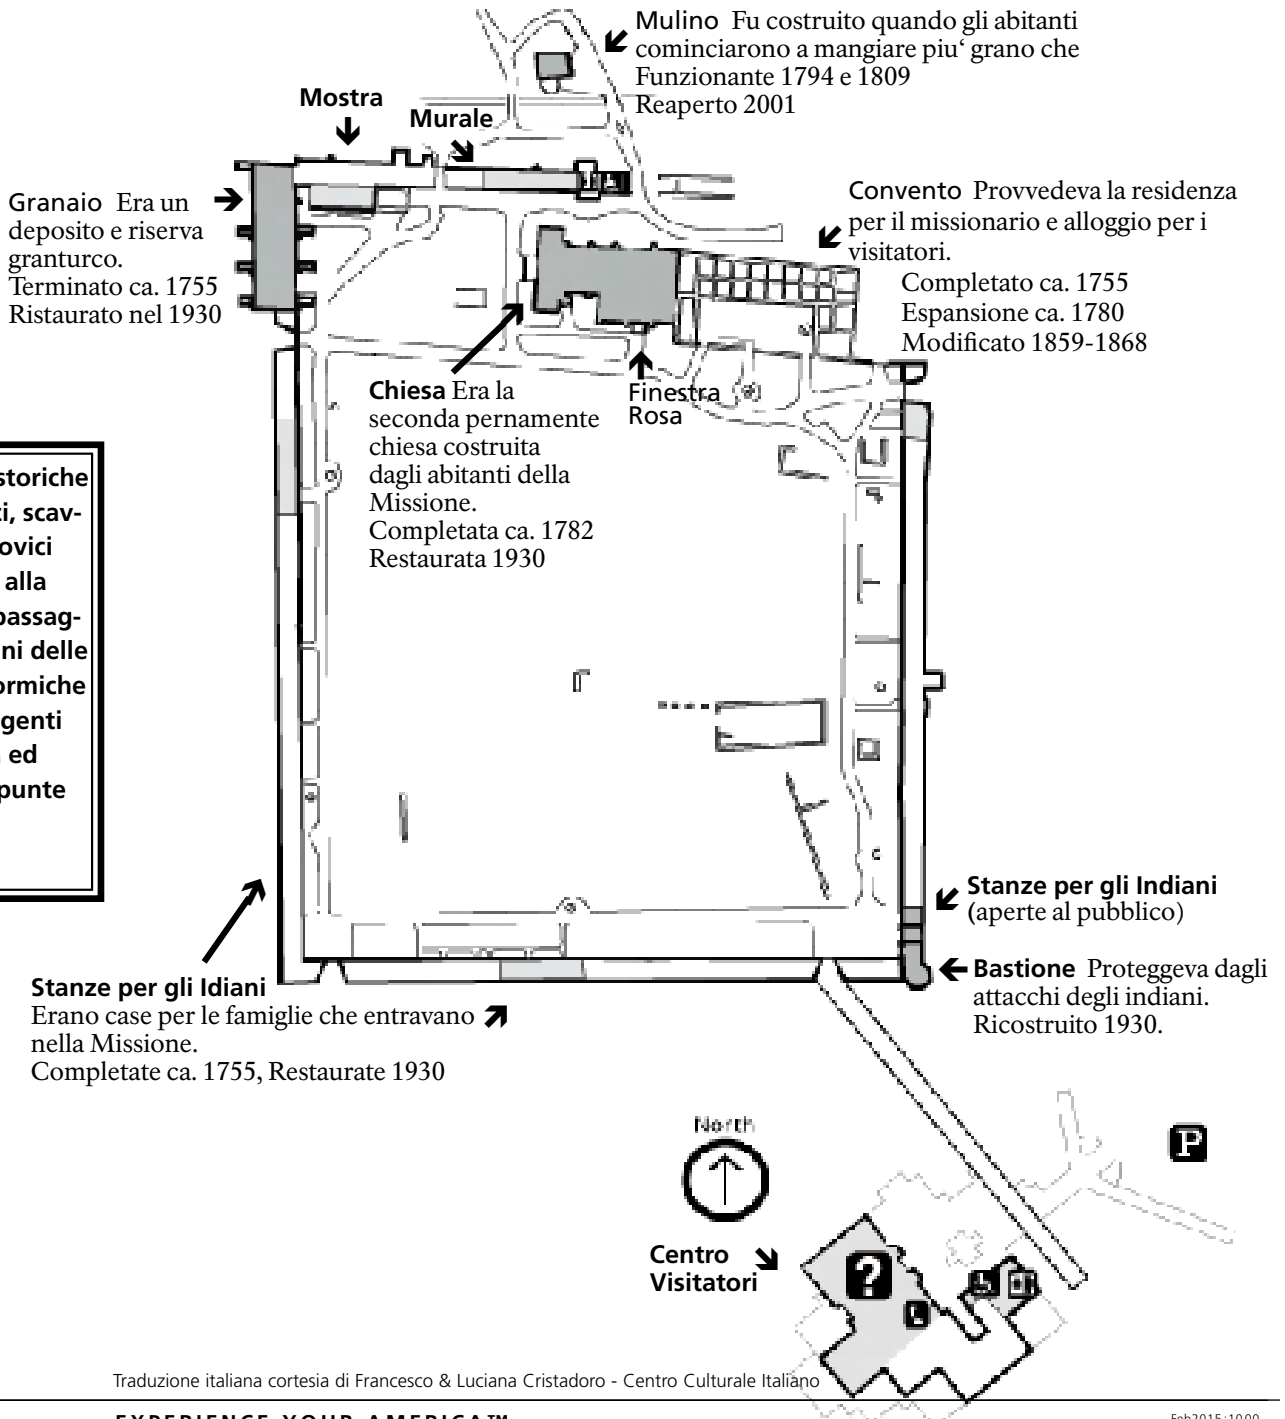 Mulino Fu costruito quando gli abitanti
cominciarono a mangiare piu‘ grano che
Funzionante 1794 e 1809
Reaperto 2001
Mostra
Murale
Granaio Era un
deposito e riserva
granturco.
Terminato ca. 1755
Ristaurato nel 1930
Convento Provvedeva la residenza
per il missionario e alloggio per i
visitatori.
Completato ca. 1755
Espansione ca. 1780
Modificato 1859-1868
Chiesa Era la
seconda pernamente
chiesa costruita
dagli abitanti della
Missione.
Completata ca. 1782
Restaurata 1930
Finestra
Rosa
storiche
i, scav-
ovici
alla
passag-
ni delle
ormiche
genti
ed
punte
Stanze per gli Indiani
(aperte al pubblico)
Bastione Proteggeva dagli
attacchi degli indiani.
Ricostruito 1930.
Stanze per gli Idiani
Erano case per le famiglie che entravano
nella Missione.
Completate ca. 1755, Restaurate 1930
North
P
Centro
Visitatori
?
Traduzione italiana cortesia di Francesco & Luciana Cristadoro - Centro Culturale Italiano
EXPERIENCE YOUR AMERICA™
Feb2015:1000